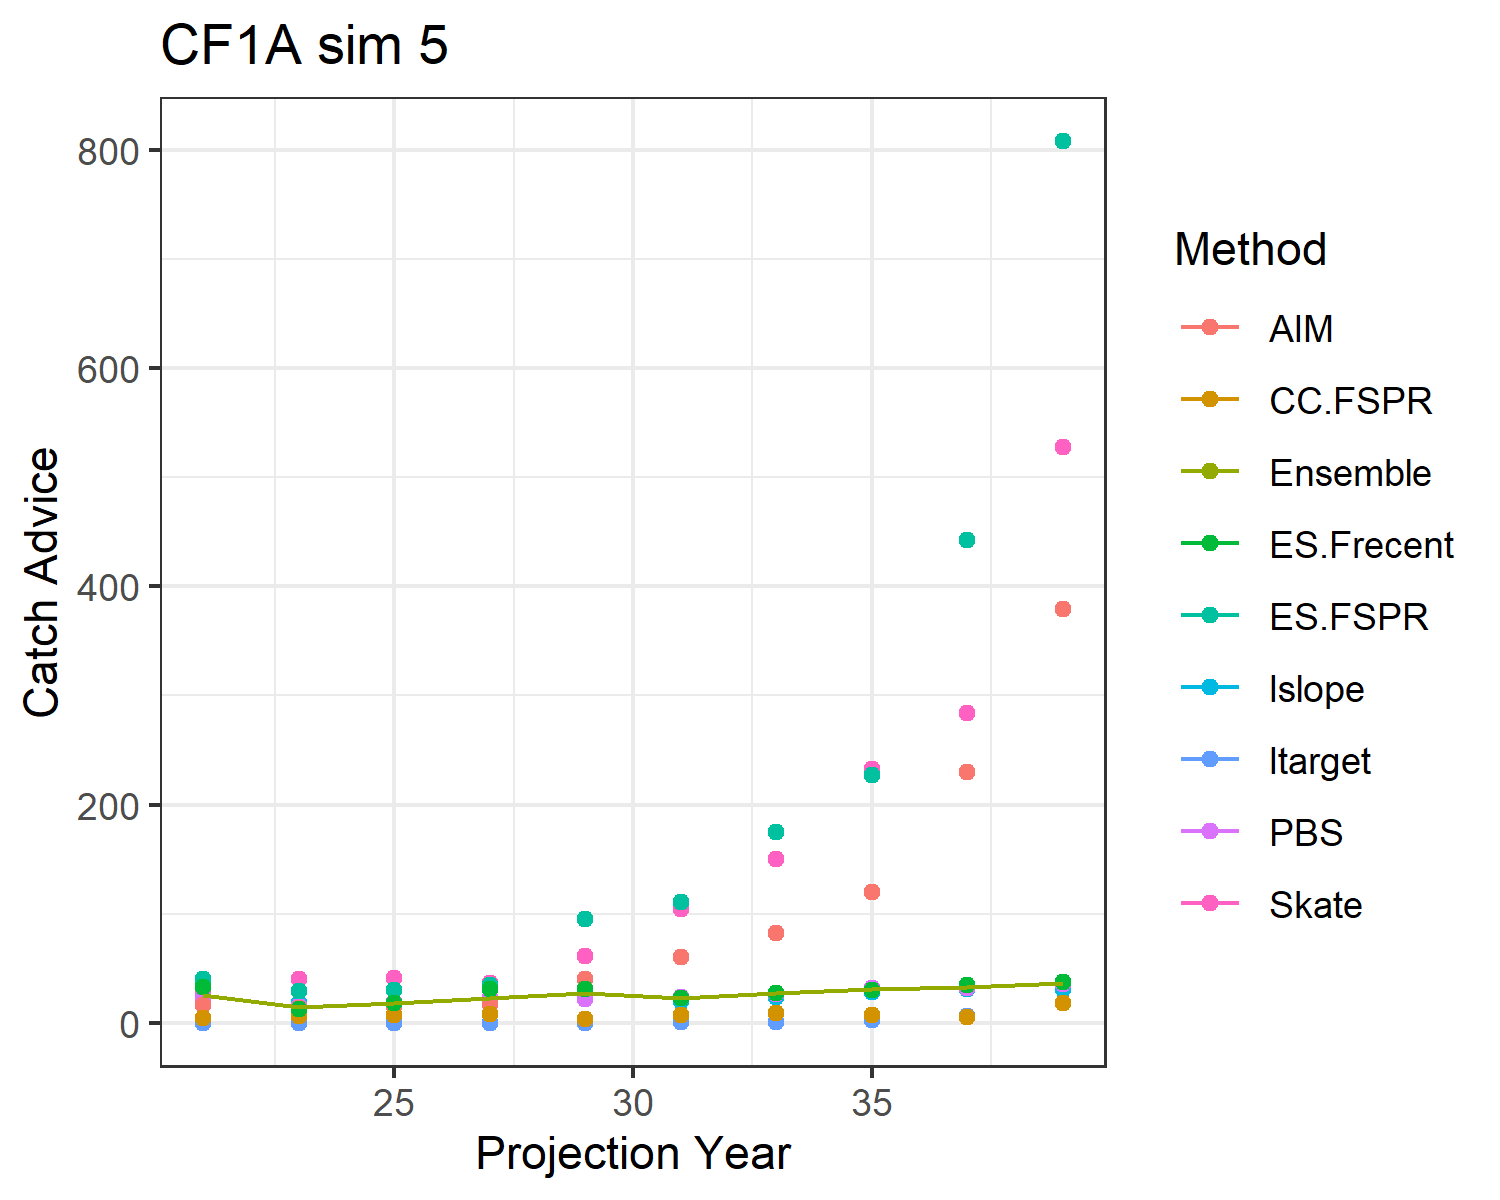 CF1A sim 5
Catch Advice
800
600
400
200
0
25 30 35
Projection Year
Method
AIM
CC.FSPR
Ensemble
ES.Frecent
ES.FSPR
Islope
Itarget
PBS
Skate